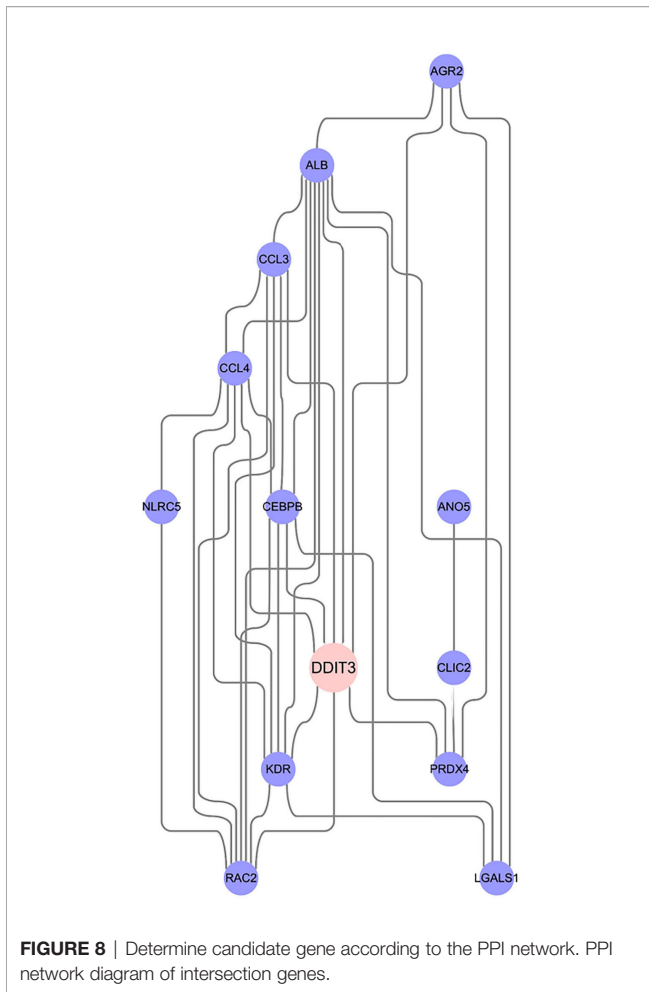 AGR2
ALB
CCL3
CCL4
NLRC5
CEBPB
ANO5
DDIT3
CLIC2
KDR
PRDX4
RAC2
LGALS1
FIGURE 8 | Determine candidate gene according to the PPI network. PPI
network diagram of intersection genes.